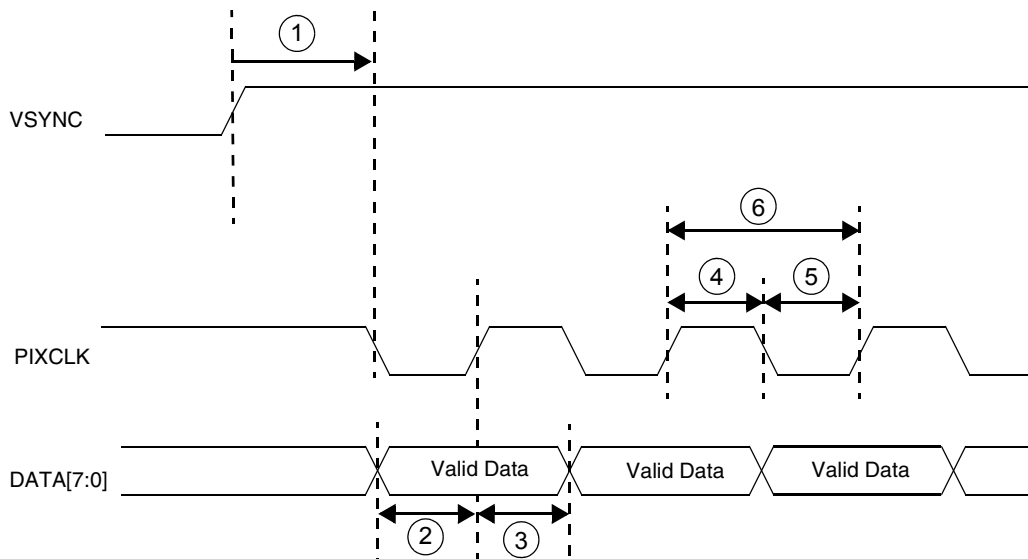 1
VSYNC
6
4
5
PIXCLK
DATA[7:0]
Valid Data
Valid Data
Valid Data
2
3